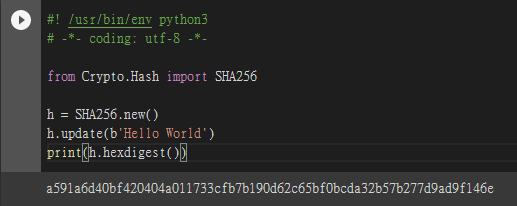 #! /usr/bin/env python3
# -*- coding: utf-8 -*-
from Crypto.Hash import SHA256
h = SHA256.new()
h.update(b'Hello World')
print(h.hexdigest())
a591a6d40bf420404a011733cfb7b190d62c65bf0bcda32b57b277d9ad9f146e